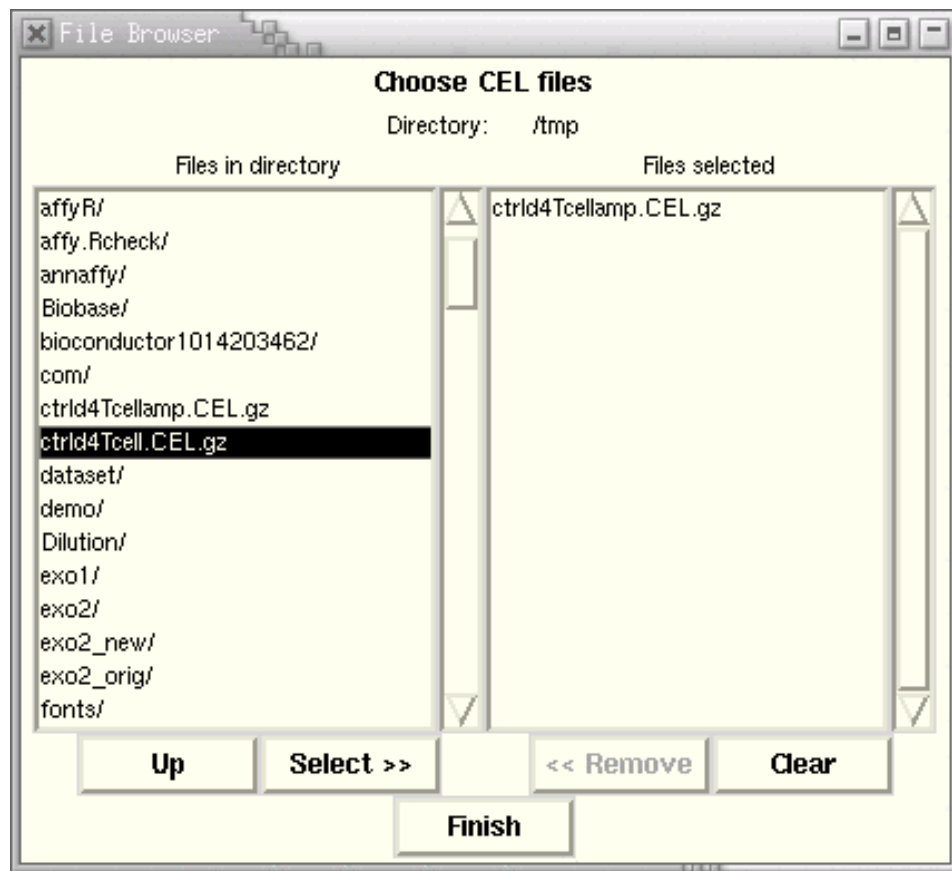 File Browser
Choose CEL files
Directory: /tmp
Files in directory
Files selected
affyR/
affy.Rcheck/
annaffy/
Biobase/
bioconductor1014203462/
com/
ctrld4Tcellamp.CEL.gz
ctrld4Tcell.CEL.gz
dataset/
demo/
Dilution/
exo1/
exo2/
exo2_new/
exo2_orig/
fonts/
ctrld4Tcellamp.CEL.gz
Up
Select >>
<< Remove
Clear
Finish